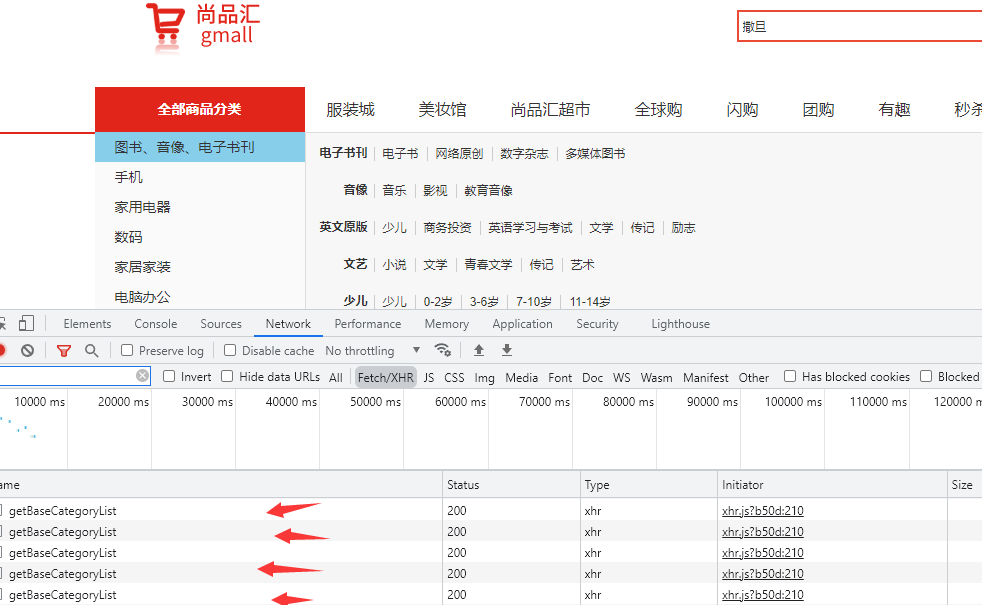 尚品汇
gmall
撒旦
全部商品分类 服装城 美妆馆 尚品汇超市 全球购 闪购 团购 有趣 秒杀
图书、音像、电子书刊
手机
家用电器
数码
家居家装
电脑办公
电子书刊 电子书 网络原创 数字杂志 多媒体图书
音像 音乐 影视 教育音像
英文原版 少儿 商务投资 英语学习与考试 文学 传记 励志
文艺 小说 文学 青春文学 传记 艺术
少儿 少儿 0-2岁 3-6岁 7-10岁 11-14岁
Elements Console Sources Network Performance Memory Application Security Lighthouse
Preserve log Disable cache No throttling
Invert Hide data URLs All Fetch/XHR JS CSS Img Media Font Doc WS Wasm Manifest Other Has blocked cookies Blocked
10000 ms 20000 ms 30000 ms 40000 ms 50000 ms 60000 ms 70000 ms 80000 ms 90000 ms 100000 ms 110000 ms 120000 m
ame Status Type Initiator Size
getBaseCategoryList 200 xhr xhr.js?b50d:210
getBaseCategoryList 200 xhr xhr.js?b50d:210
getBaseCategoryList 200 xhr xhr.js?b50d:210
getBaseCategoryList 200 xhr xhr.js?b50d:210
getBaseCategoryList 200 xhr xhr.js?b50d:210